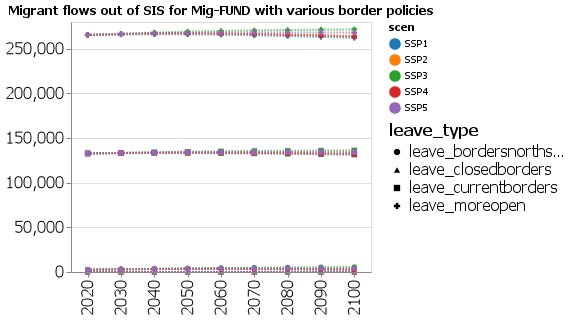 Migrant flows out of SIS for Mig-FUND with various border policies
250,000
200,000
150,000
100,000
50,000
0
2020
2030
2040
2050
2060
2070
2080
2090
2100
scen
SSP1
SSP2
SSP3
SSP4
SSP5
leave_type
leave_bordersnorths...
leave_closedborders
leave_currentborders
leave_moreopen